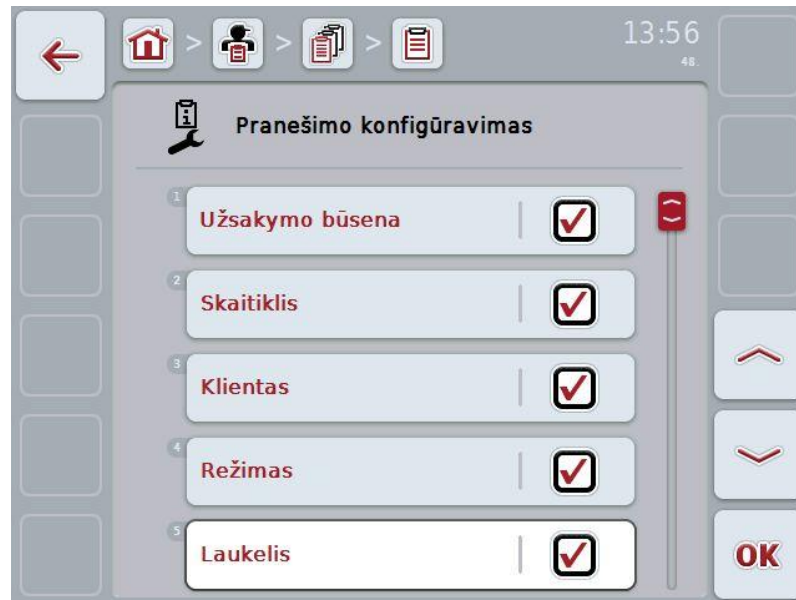 13:56
48.
Pranešimo konfigūravimas
1
Užsakymo būsena
2
Skaitiklis
3
Klientas
4
Režimas
5
Laukelis
OK